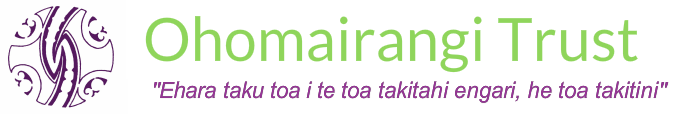 Ohomairangi Trust
"Ehara taku toa i te toa takitahi engari, he toa takitini"